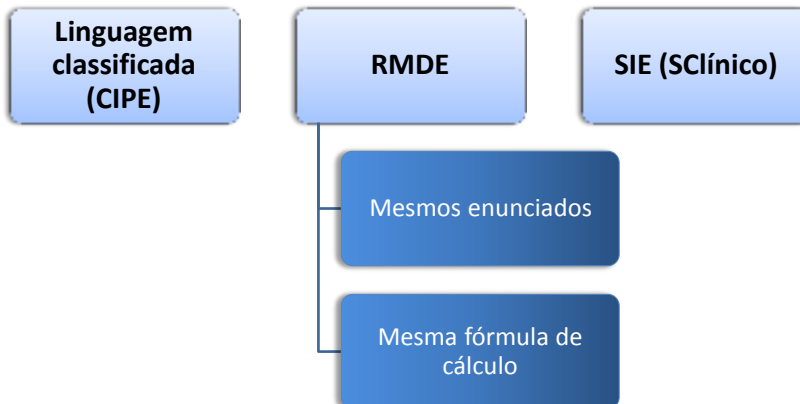 Linguagem
classificada
(CIPE)
RMDE
SIE (SClínico)
Mesmos enunciados
Mesma fórmula de
cálculo